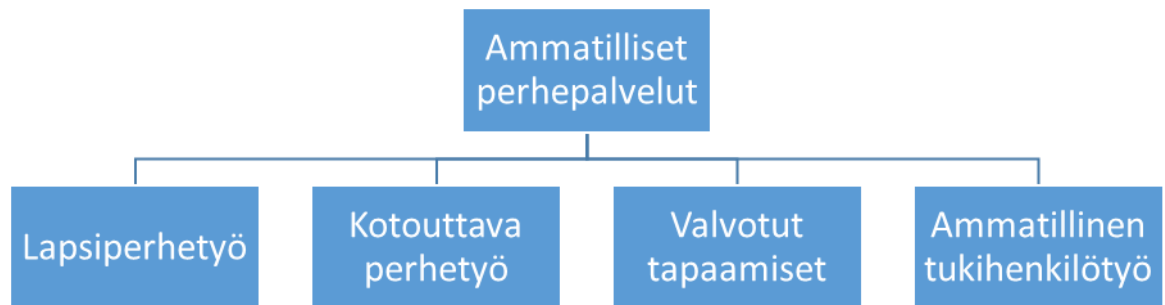 Ammatilliset
perhepalvelut
Lapsiperhetyö
Kotouttava
perhetyö
Valvotut
tapaamiset
Ammatillinen
tukihenkilötyö